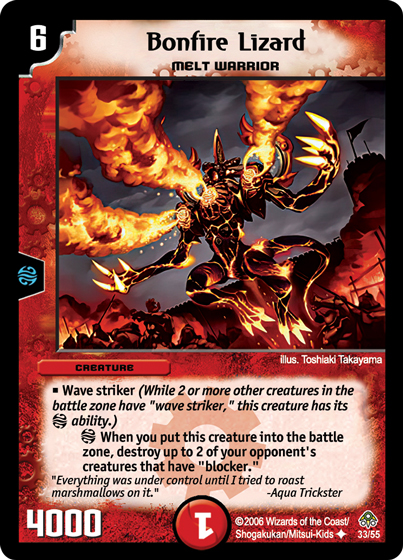 6
Bonfire Lizard
MELT WARRIOR
illus. Toshiaki Takayama
CREATURE
▪ Wave striker (While 2 or more other creatures in the
battle zone have "wave striker," this creature has its
ability.)
When you put this creature into the battle
zone, destroy up to 2 of your opponent's
creatures that have "blocker."
"Everything was under control until I tried to roast
marshmallows on it." -Aqua Trickster
4000
1
©2006 Wizards of the Coast/
Shogakukan/Mitsui-Kids ✦ 33/55